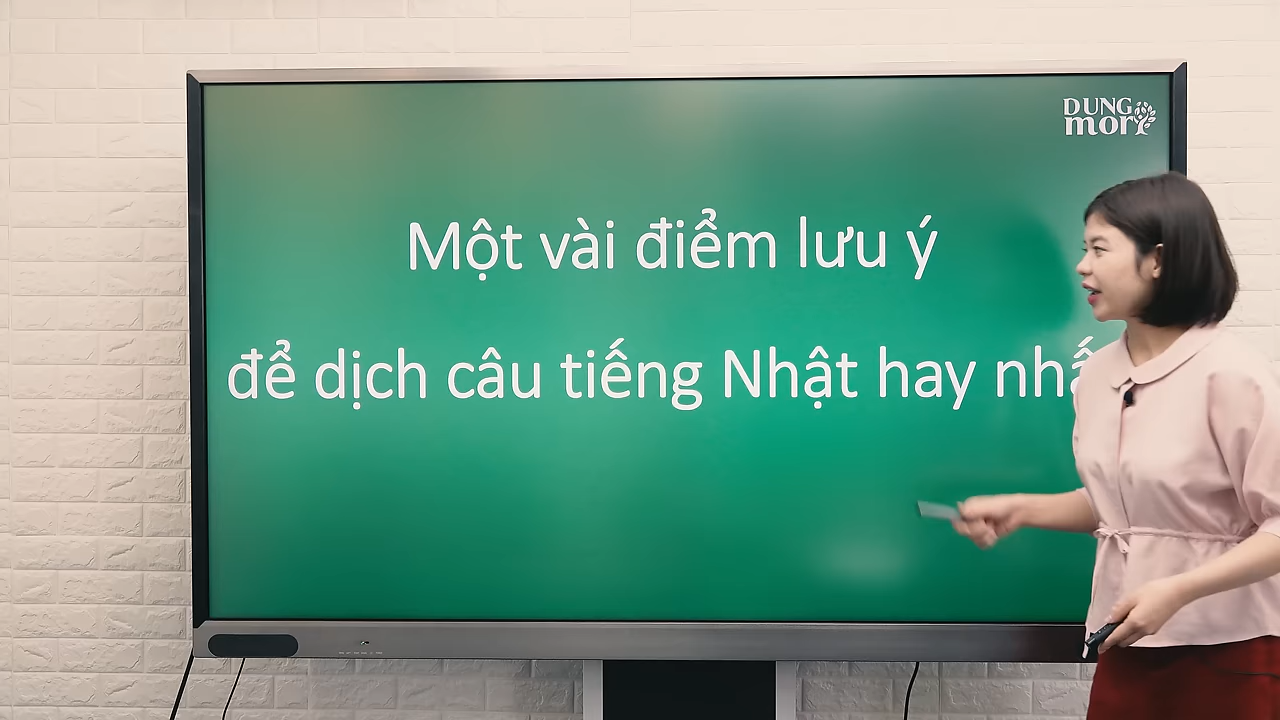 DUNG
mori
Một vài điểm lưu ý
để dịch câu tiếng Nhật hay